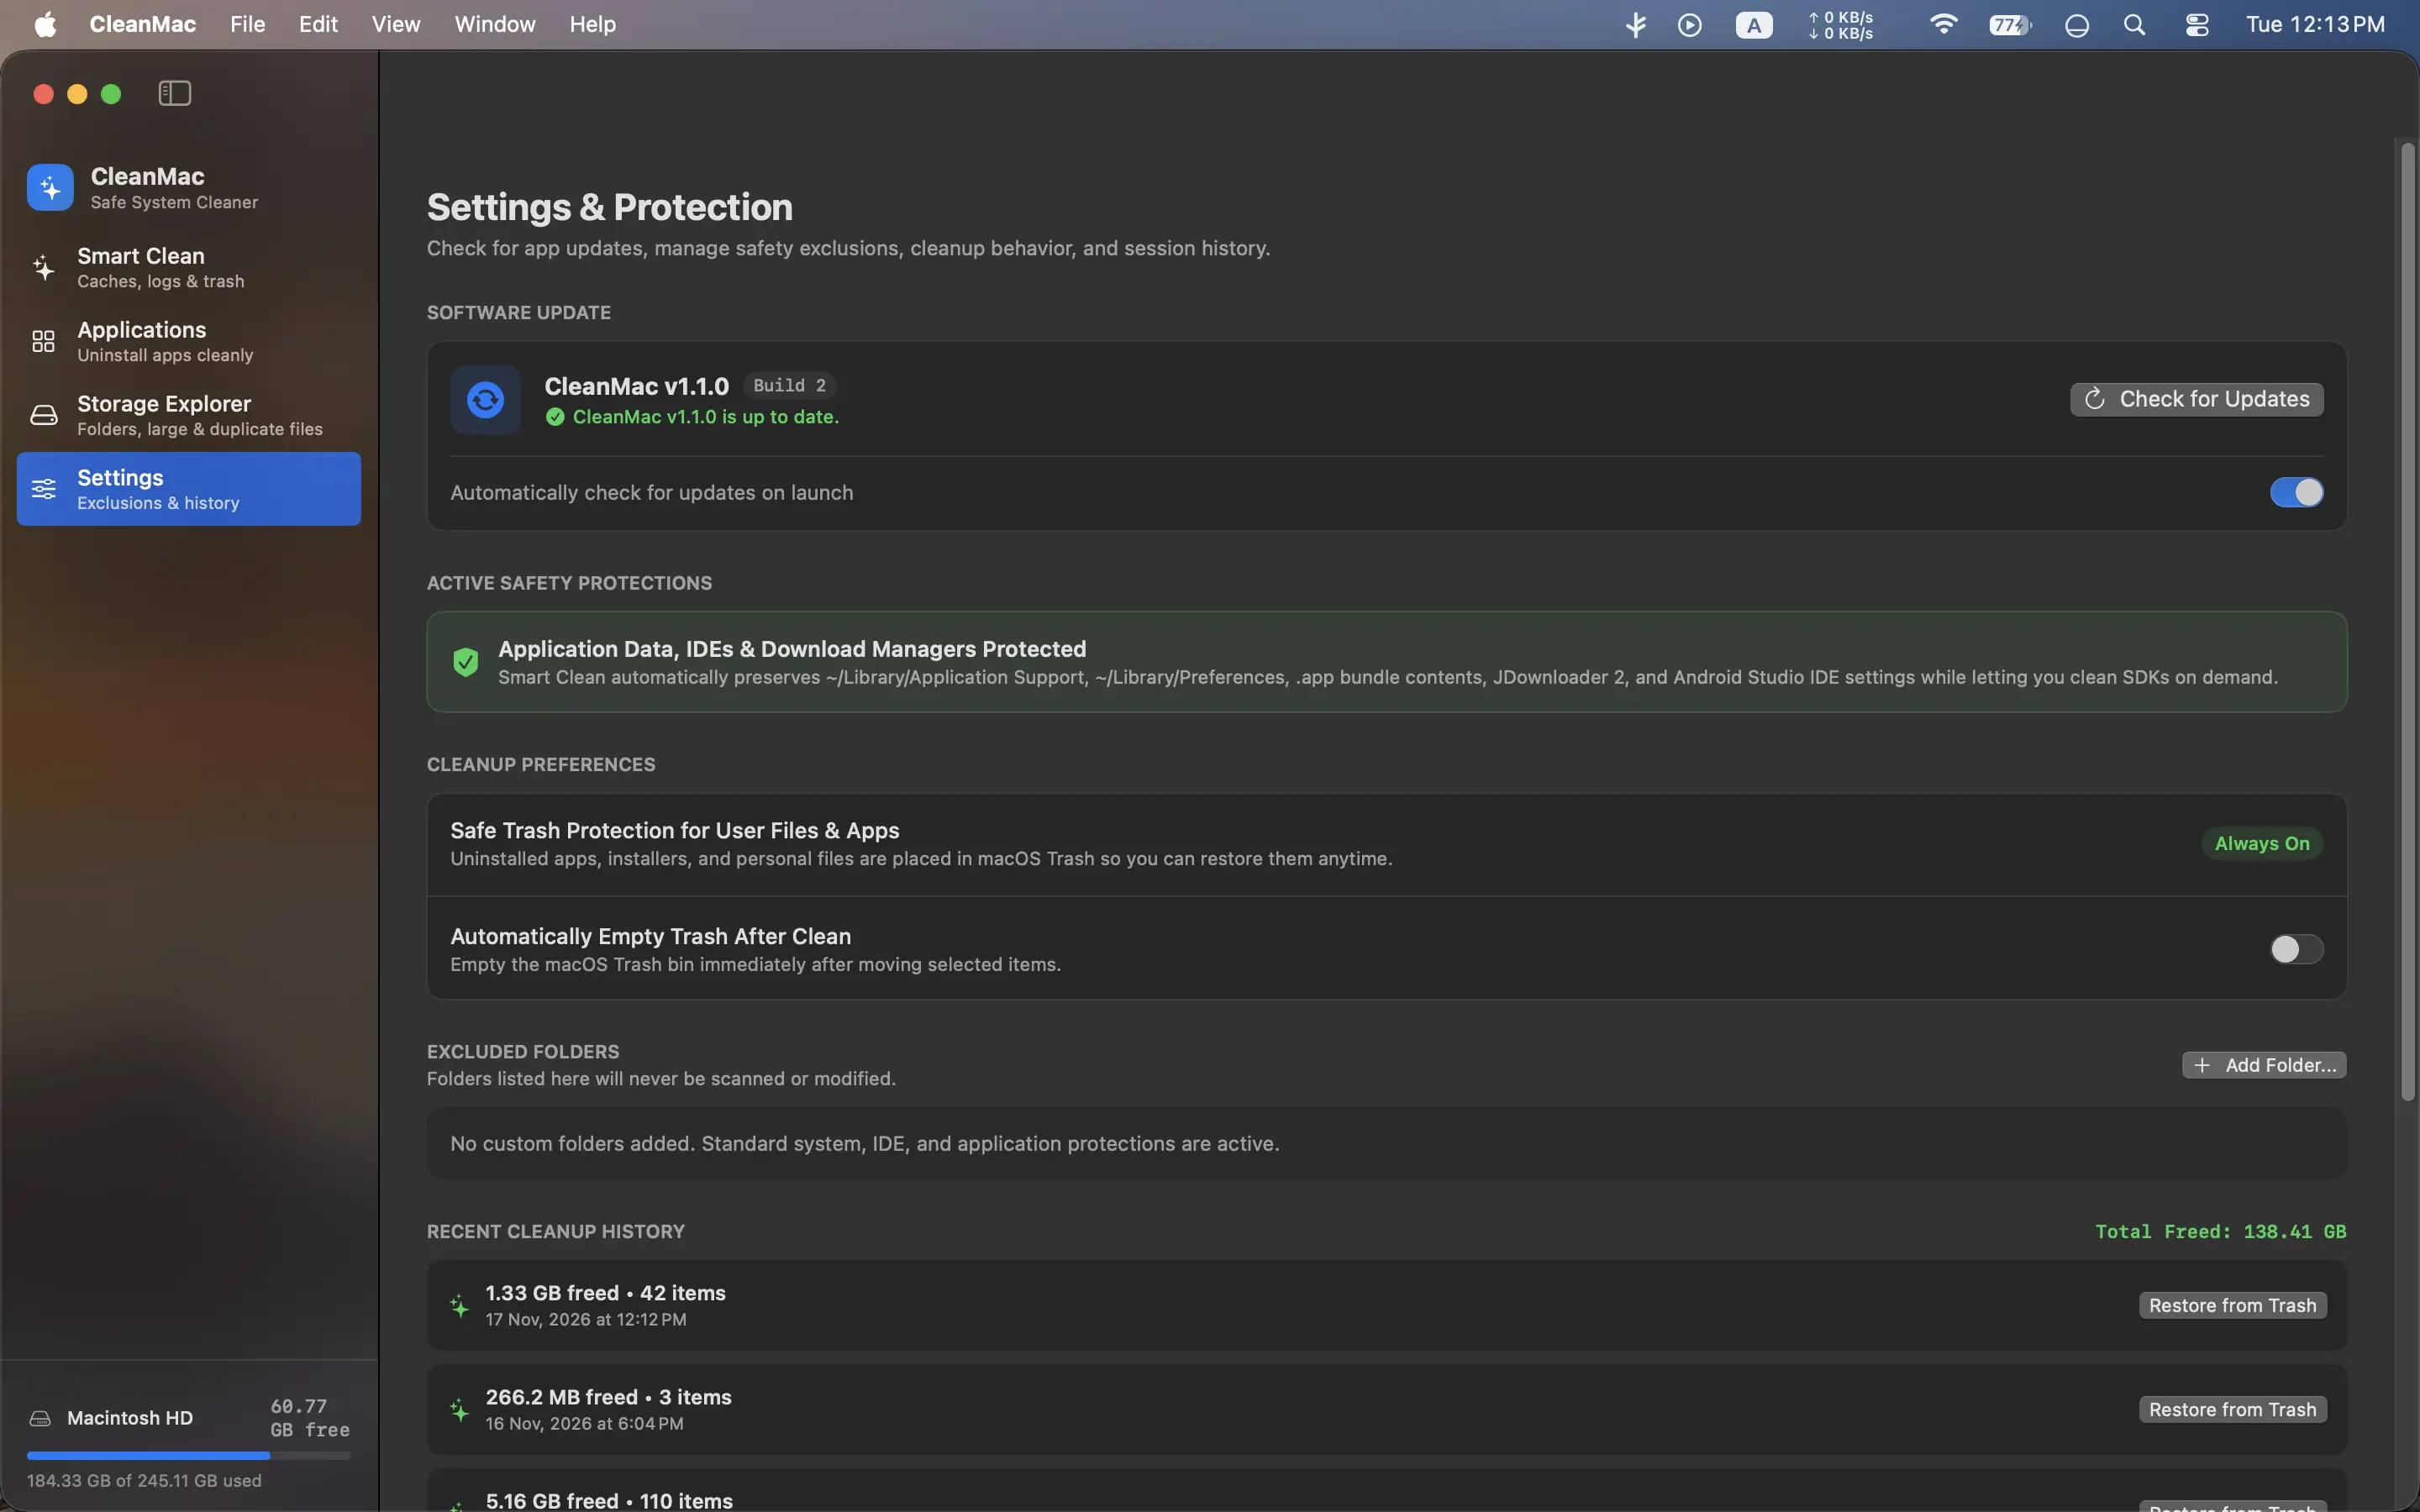 CleanMac File Edit View Window Help
A
↑ 0 KB/s
↓ 0 KB/s
77
Tue 12:13 PM
CleanMac
Safe System Cleaner
Smart Clean
Caches, logs & trash
Applications
Uninstall apps cleanly
Storage Explorer
Folders, large & duplicate files
Settings
Exclusions & history
Macintosh HD
60.77
GB free
184.33 GB of 245.11 GB used
Settings & Protection
Check for app updates, manage safety exclusions, cleanup behavior, and session history.
SOFTWARE UPDATE
CleanMac v1.1.0 Build 2
CleanMac v1.1.0 is up to date.
Check for Updates
Automatically check for updates on launch
ACTIVE SAFETY PROTECTIONS
Application Data, IDEs & Download Managers Protected
Smart Clean automatically preserves ~/Library/Application Support, ~/Library/Preferences, .app bundle contents, JDownloader 2, and Android Studio IDE settings while letting you clean SDKs on demand.
CLEANUP PREFERENCES
Safe Trash Protection for User Files & Apps
Uninstalled apps, installers, and personal files are placed in macOS Trash so you can restore them anytime.
Always On
Automatically Empty Trash After Clean
Empty the macOS Trash bin immediately after moving selected items.
EXCLUDED FOLDERS
Folders listed here will never be scanned or modified.
Add Folder...
No custom folders added. Standard system, IDE, and application protections are active.
RECENT CLEANUP HISTORY
Total Freed: 138.41 GB
1.33 GB freed • 42 items
17 Nov, 2026 at 12:12 PM
Restore from Trash
266.2 MB freed • 3 items
16 Nov, 2026 at 6:04 PM
Restore from Trash
5.16 GB freed • 110 items
Restore from Trash